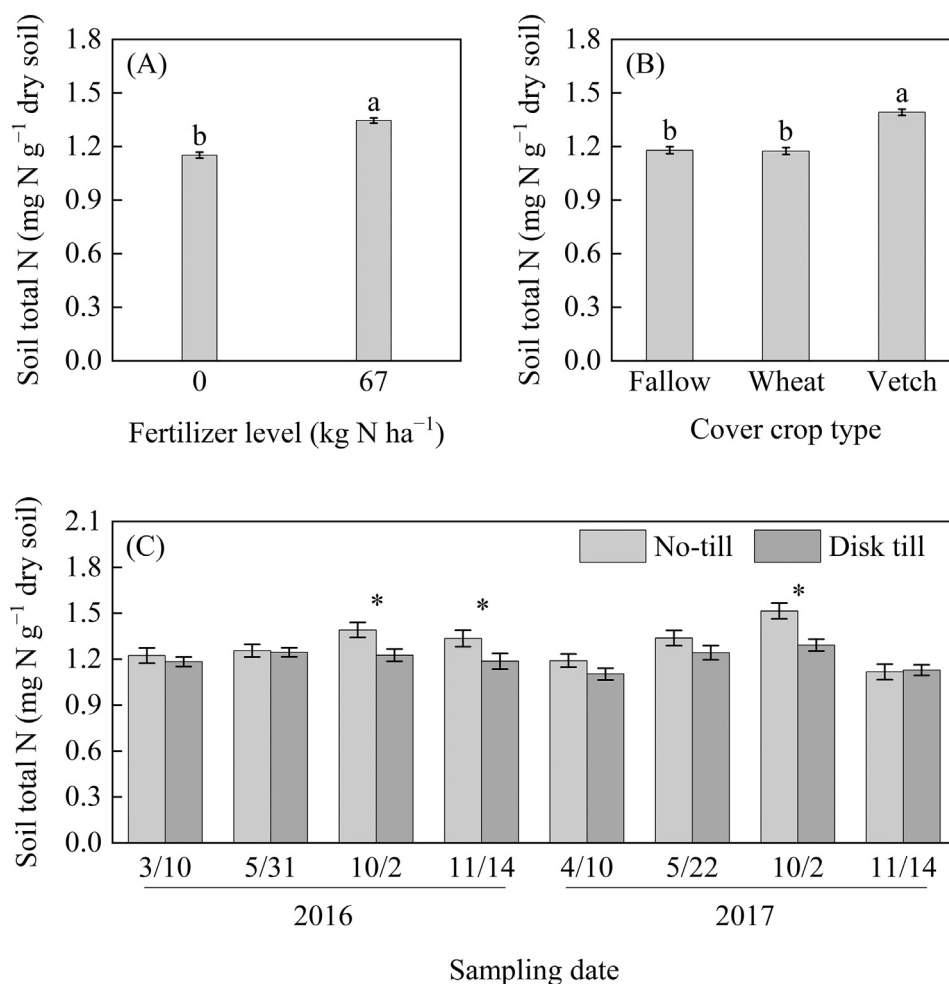 (A)
Soil total N (mg N g⁻¹ dry soil)
1.8
1.5
1.2
0.9
0.6
0.3
0.0
b
a
0 67
Fertilizer level (kg N ha⁻¹)
(B)
Soil total N (mg N g⁻¹ dry soil)
1.8
1.5
1.2
0.9
0.6
0.3
0.0
b b a
Fallow Wheat Vetch
Cover crop type
(C)
Soil total N (mg N g⁻¹ dry soil)
2.1
1.8
1.5
1.2
0.9
0.6
0.3
0.0
No-till Disk till
* * *
3/10 5/31 10/2 11/14 4/10 5/22 10/2 11/14
2016 2017
Sampling date